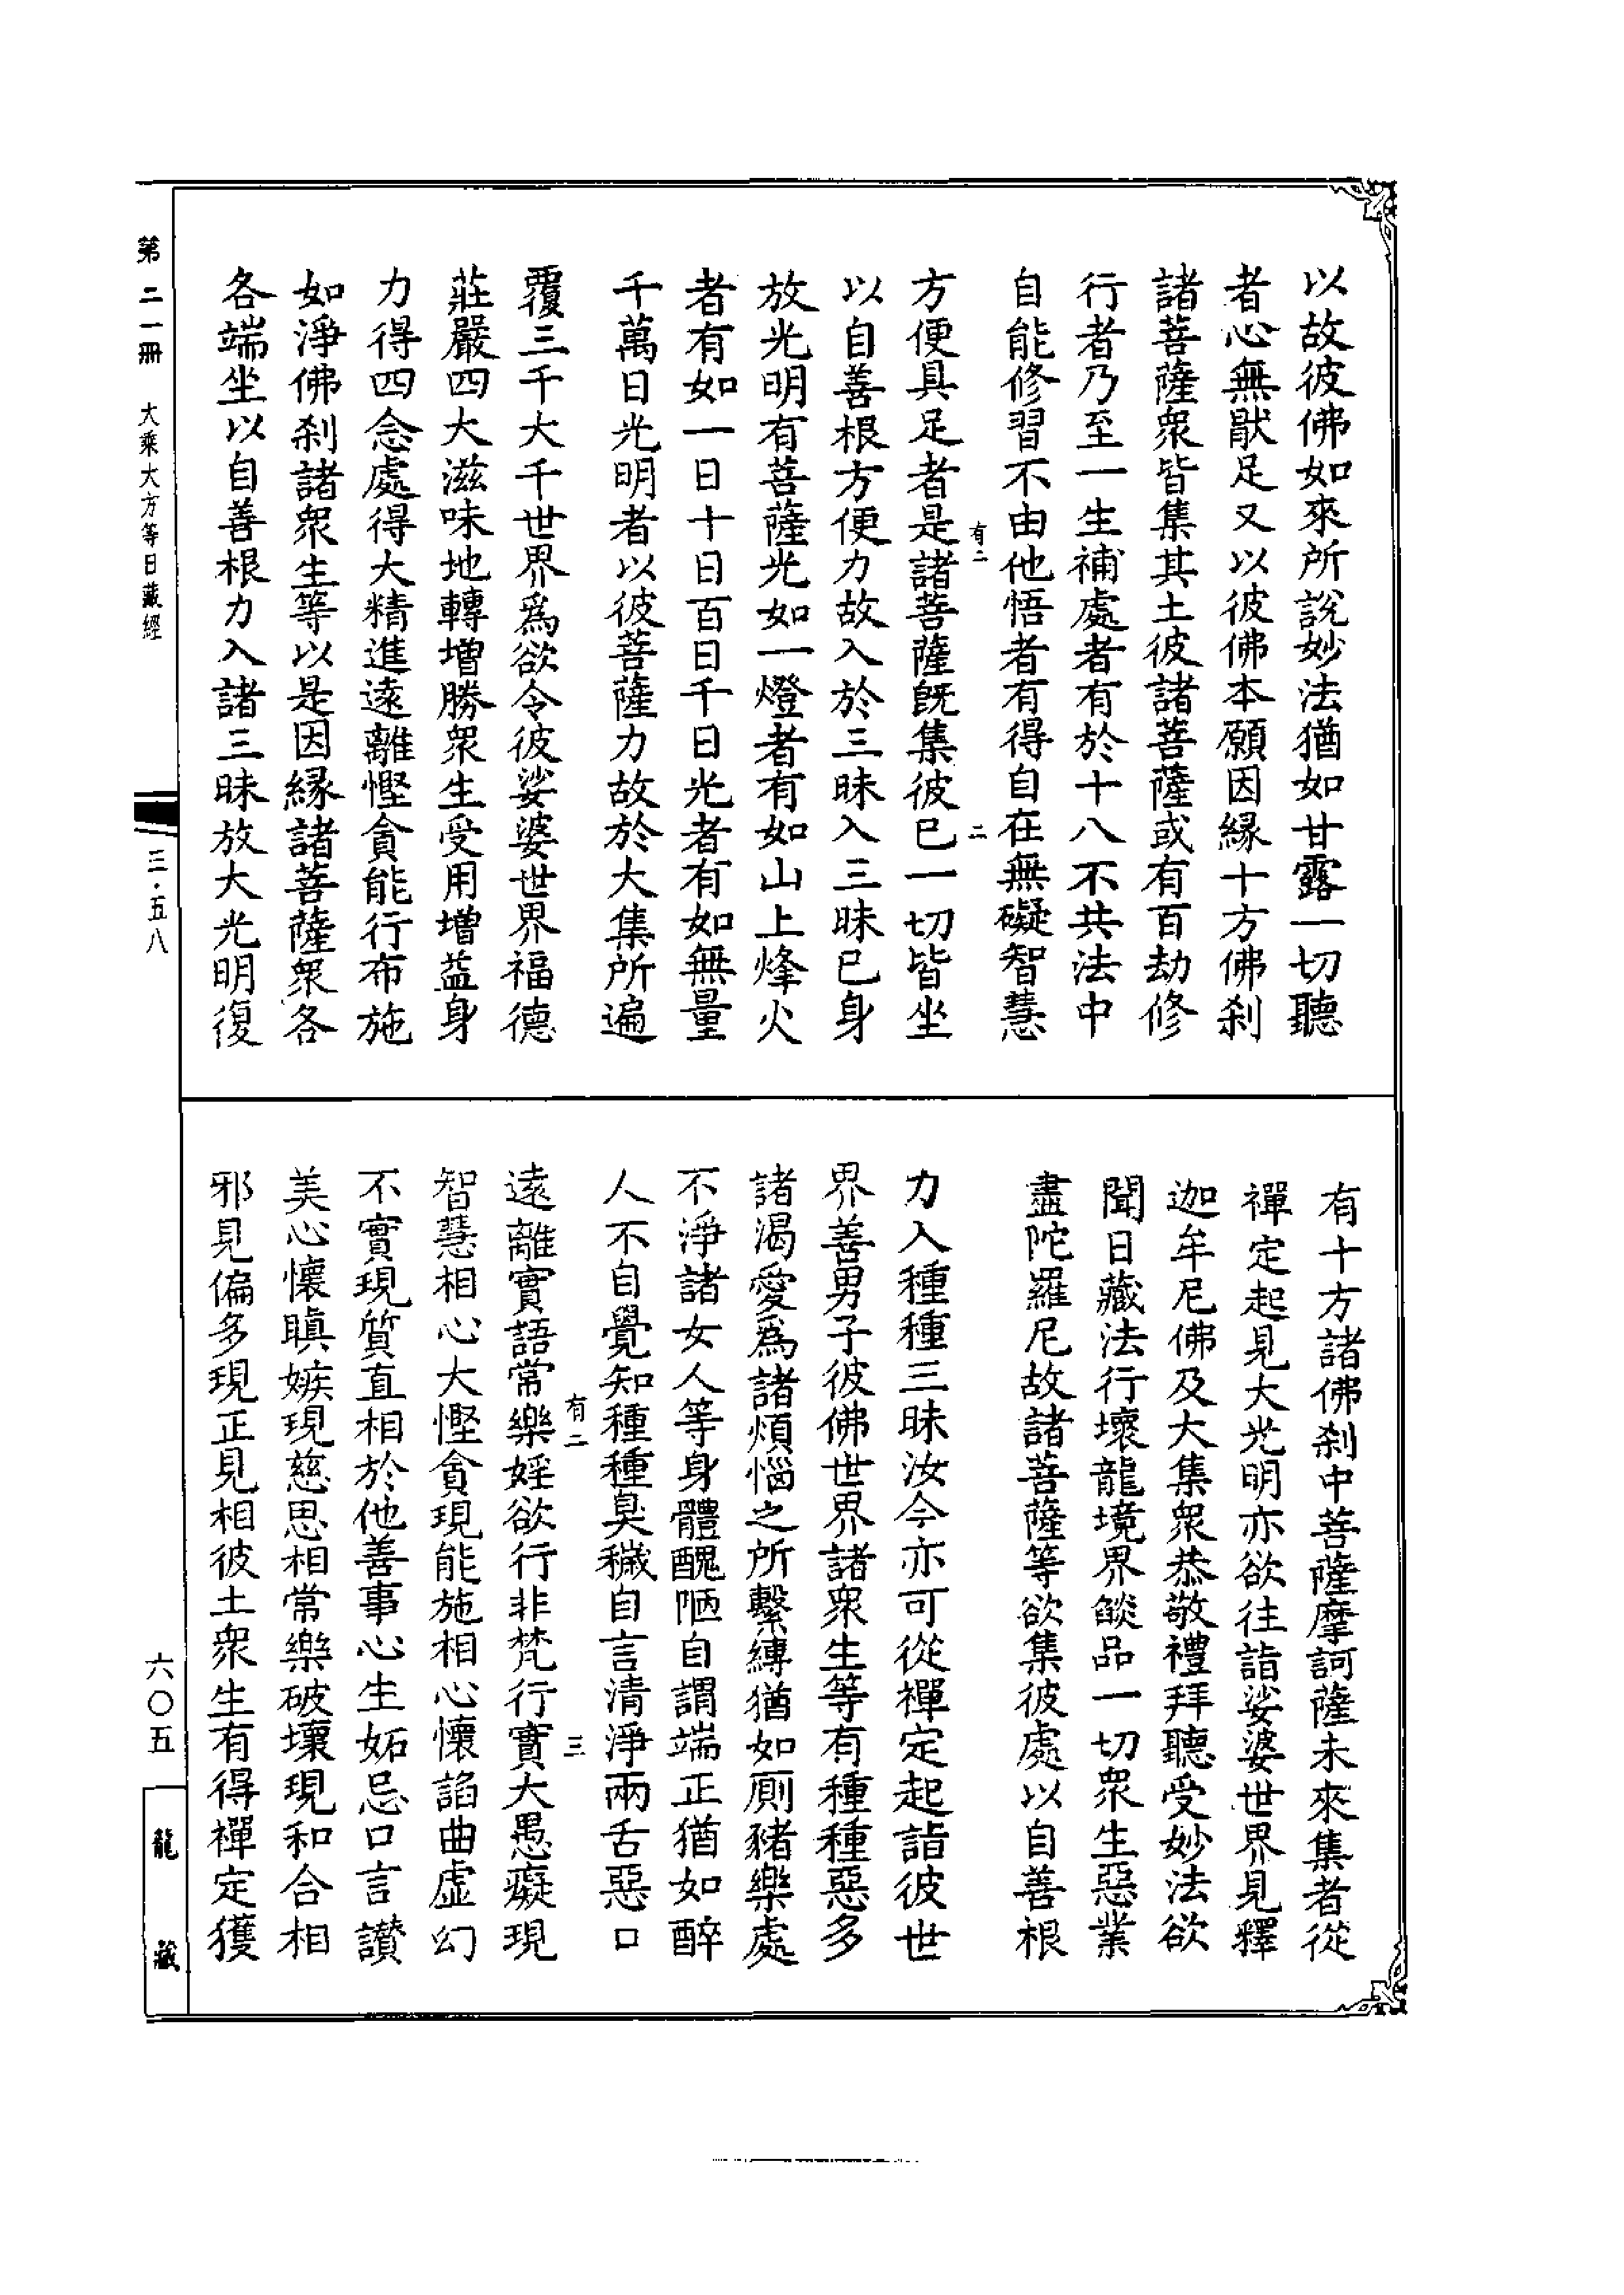 以故彼佛如來所說妙法猶如甘露一切聽
者心無猒足又以彼佛本願因緣十方佛刹
諸菩薩衆皆集其土彼諸菩薩或有百劫修
行者乃至一生補處者有於十八不共法中
自能修習不由他悟者有得自在無礙智慧
有二
二
方便具足者是諸菩薩旣集彼已一切皆坐
以自善根方便力故入於三昧入三昧已身
放光明有菩薩光如一燈者有如山上烽火
者有如一日十日百日千日光者有如無量
千萬日光明者以彼菩薩力故於大集所遍
覆三千大千世界爲欲令彼娑婆世界福德
莊嚴四大滋味地轉增勝衆生受用增益身
力得四念處得大精進遠離慳貪能行布施
如淨佛刹諸衆生等以是因緣諸菩薩衆各
各端坐以自善根力入諸三昧放大光明復
有十方諸佛刹中菩薩摩訶薩未來集者從
禪定起見大光明亦欲往詣娑婆世界見釋
迦牟尼佛及大集衆恭敬禮拜聽受妙法欲
聞日藏法行壞龍境界燄品一切衆生惡業
盡陀羅尼故諸菩薩等欲集彼處以自善根
力入種種三昧汝今亦可從禪定起詣彼世
界善男子彼佛世界諸衆生等有種種惡多
諸渴愛爲諸煩惱之所繫縛猶如廁豬樂處
不淨諸女人等身體醜陋自謂端正猶如醉
人不自覺知種種臭穢自言清淨兩舌惡口
有二
三
遠離實語常樂婬欲行非梵行實大愚癡現
智慧相心大慳貪現能施相心懷諂曲虛幻
不實現質直相於他善事心生妬忌口言讚
美心懷瞋嫉現慈思相常樂破壞現和合相
邪見偏多現正見相彼土衆生有得禪定獲
第二一冊 大乘大方等日藏經
三·五八
六〇五
龍藏